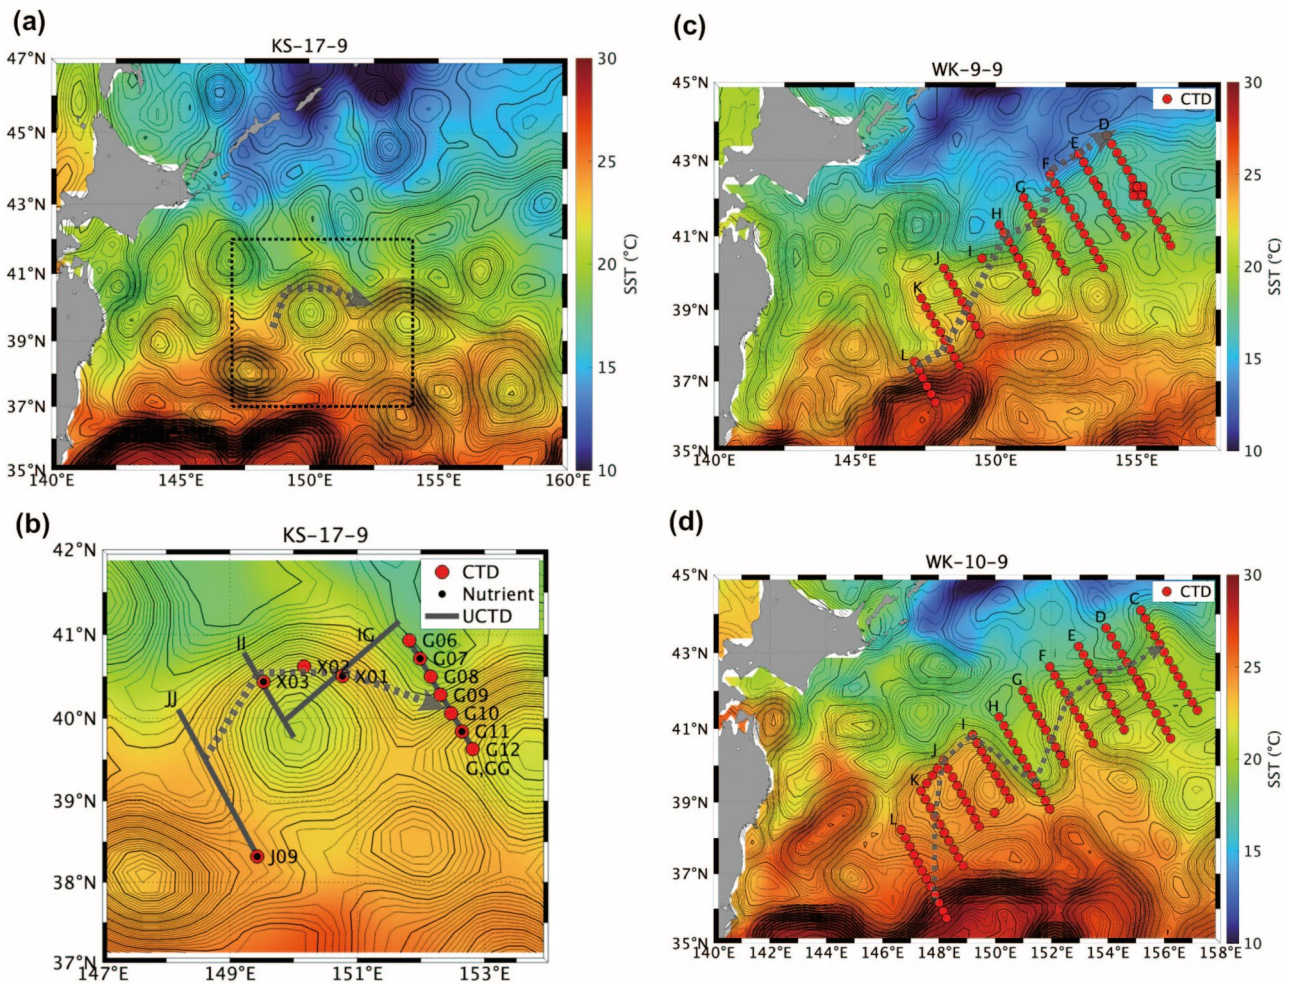 (a)
KS-17-9
47°N
45°N
43°N
41°N
39°N
37°N
35°N
140°E
145°E
150°E
155°E
160°E
30
25
20
15
10
SST (°C)
(b)
KS-17-9
42°N
41°N
40°N
39°N
38°N
37°N
147°E
149°E
151°E
153°E
CTD
Nutrient
UCTD
IG
II
JJ
X02
X03
X01
G06
G07
G08
G09
G10
G11
G12
G,GG
J09
(c)
WK-9-9
45°N
43°N
41°N
39°N
37°N
35°N
140°E
145°E
150°E
155°E
CTD
D
E
F
G
H
I
J
K
L
30
25
20
15
10
SST (°C)
(d)
WK-10-9
45°N
43°N
41°N
39°N
37°N
35°N
140°E
142°E
144°E
146°E
148°E
150°E
152°E
154°E
156°E
158°E
CTD
C
D
E
F
G
H
I
J
K
L
30
25
20
15
10
SST (°C)